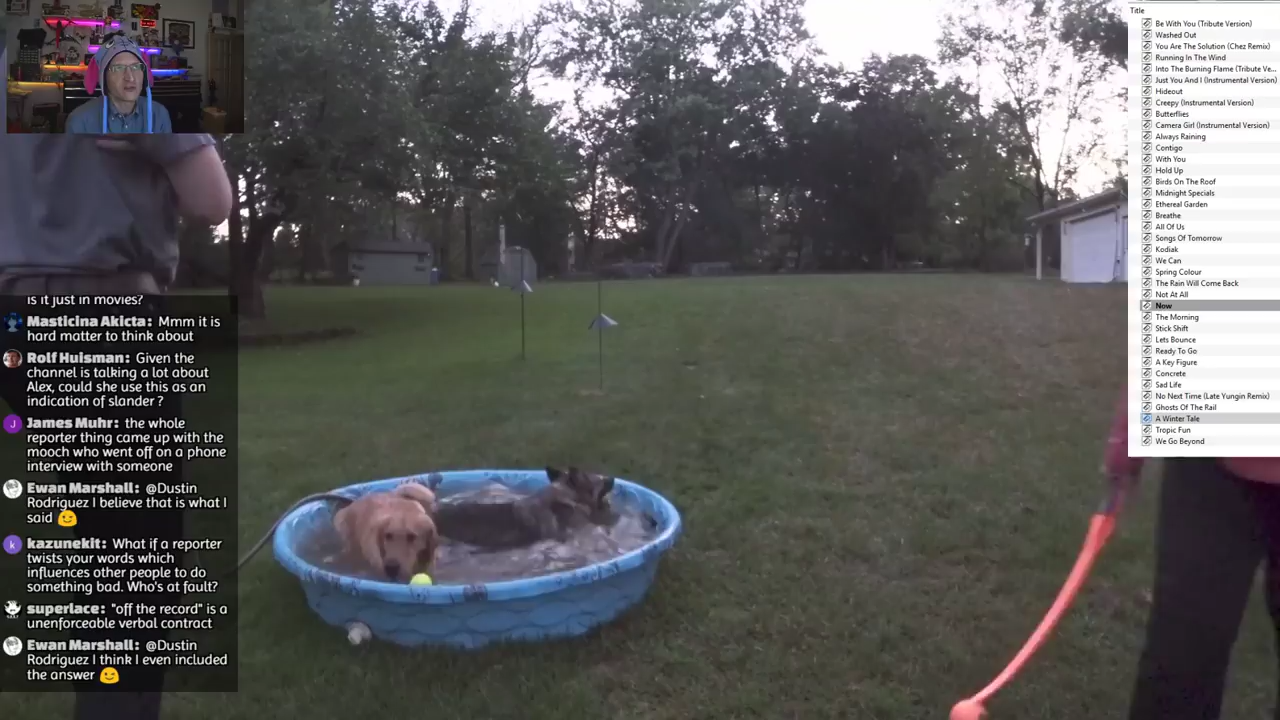 is it just in movies?
Masticina Akicta: Mmm it is
hard matter to think about
Rolf Huisman: Given the
channel is talking a lot about
Alex, could she use this as an
indication of slander ?
J
James Muhr: the whole
reporter thing came up with the
mooch who went off on a phone
interview with someone
Ewan Marshall: @Dustin
Rodriguez I believe that is what I
said 😉
k
kazunekit: What if a reporter
twists your words which
influences other people to do
something bad. Who's at fault?
superlace: "off the record" is a
unenforceable verbal contract
Ewan Marshall: @Dustin
Rodriguez I think I even included
the answer 😉
Title
Be With You (Tribute Version)
Washed Out
You Are The Solution (Chez Remix)
Running In The Wind
Into The Burning Flame (Tribute Ve...
Just You And I (Instrumental Version)
Hideout
Creepy (Instrumental Version)
Butterflies
Camera Girl (Instrumental Version)
Always Raining
Contigo
With You
Hold Up
Birds On The Roof
Midnight Specials
Ethereal Garden
Breathe
All Of Us
Songs Of Tomorrow
Kodiak
We Can
Spring Colour
The Rain Will Come Back
Not At All
Now
The Morning
Stick Shift
Lets Bounce
Ready To Go
A Key Figure
Concrete
Sad Life
No Next Time (Late Yungin Remix)
Ghosts Of The Rail
A Winter Tale
Tropic Fun
We Go Beyond